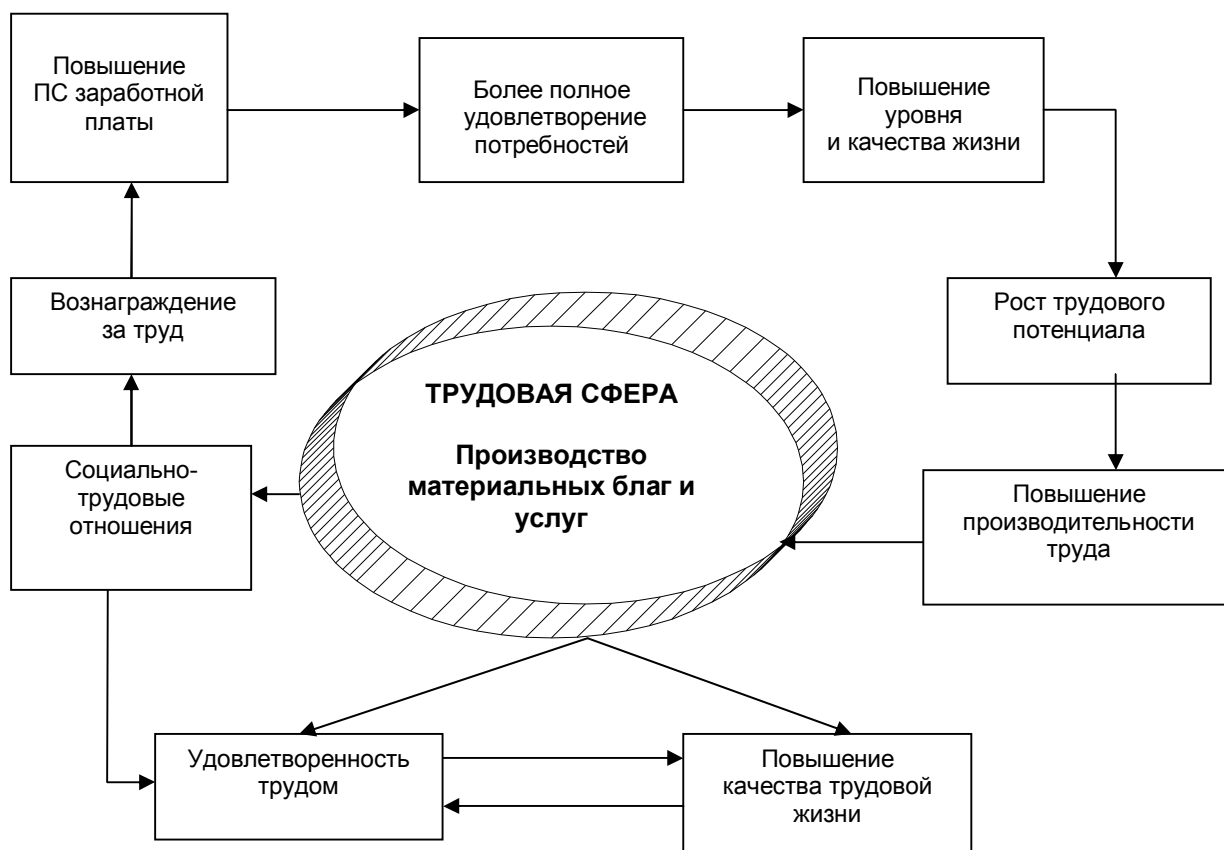 Повышение
ПС заработной
платы
Более полное
удовлетворение
потребностей
Повышение
уровня
и качества жизни
Вознаграждение
за труд
Рост трудового
потенциала
ТРУДОВАЯ СФЕРА
Производство
материальных благ и
услуг
Социально-
трудовые
отношения
Повышение
производительности
труда
Удовлетворенность
трудом
Повышение
качества трудовой
жизни